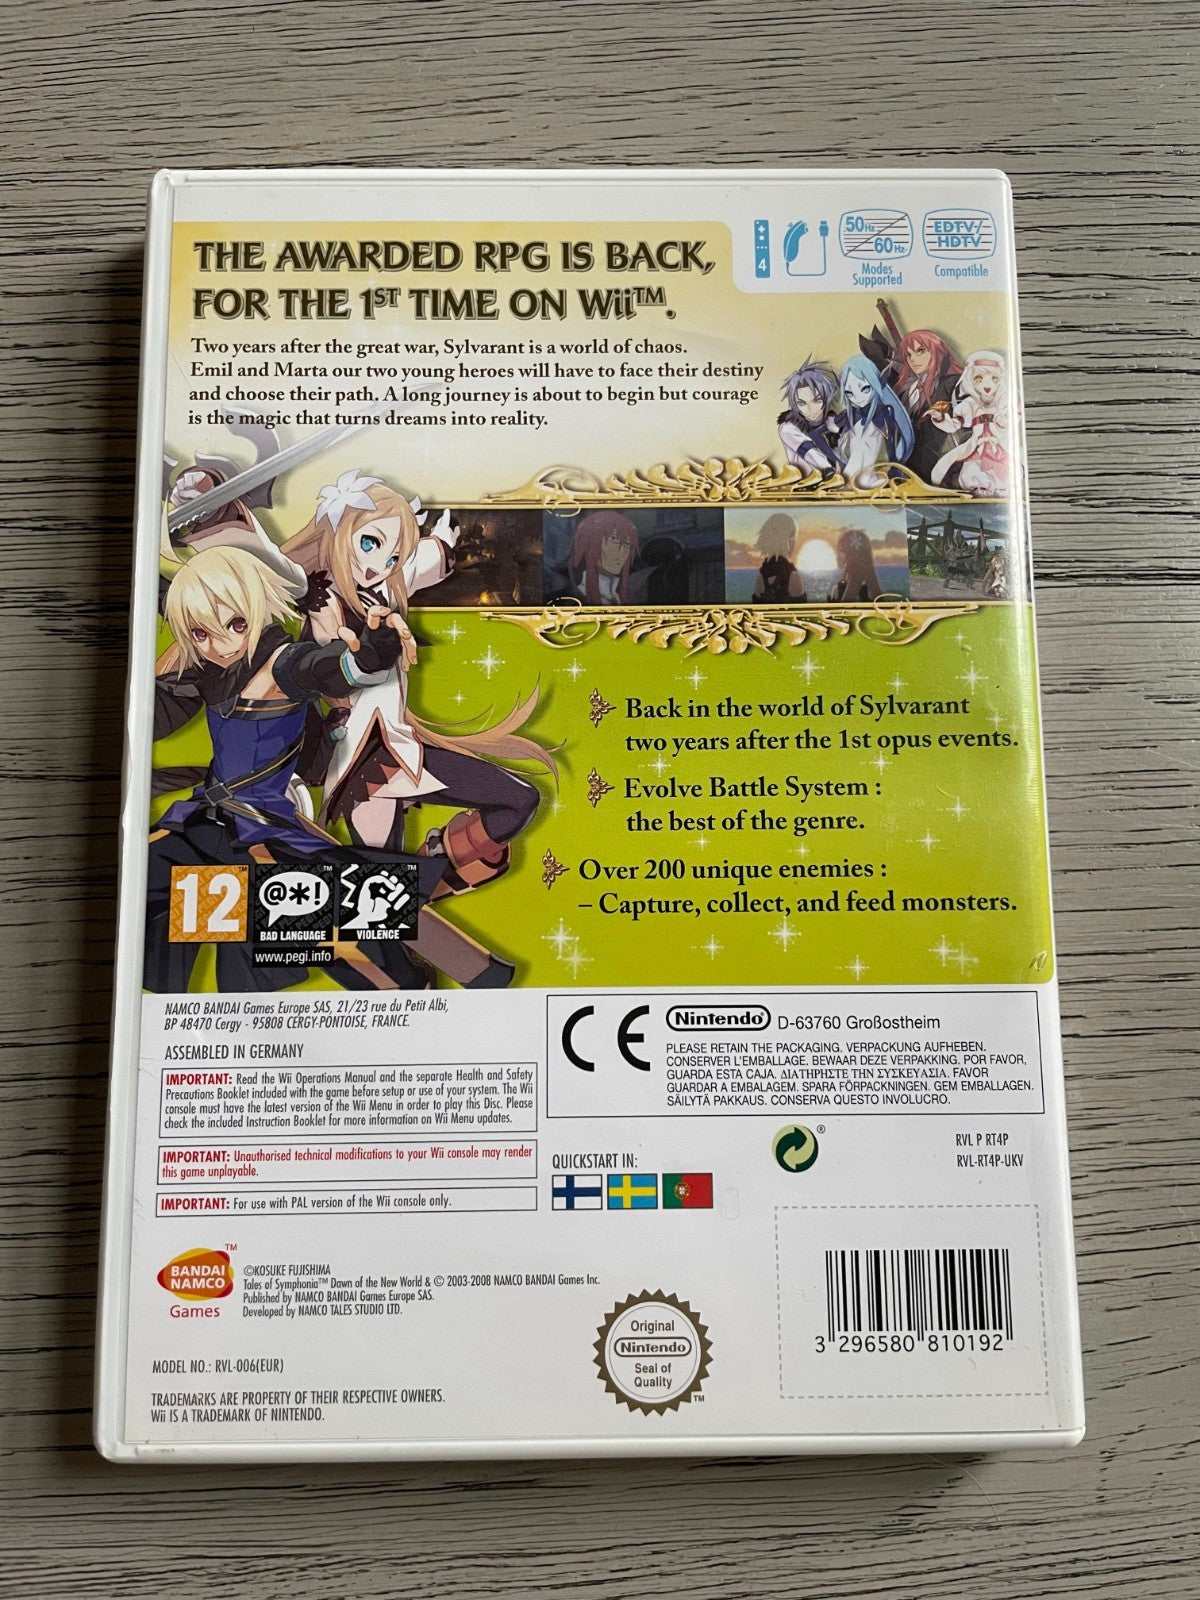 THE AWARDED RPG IS BACK,
FOR THE 1ST TIME ON Wii™.
4
50Hz
60Hz
Modes
Supported
EDTV/
HDTV
Compatible
Two years after the great war, Sylvarant is a world of chaos.
Emil and Marta our two young heroes will have to face their destiny
and choose their path. A long journey is about to begin but courage
is the magic that turns dreams into reality.
Back in the world of Sylvarant
two years after the 1st opus events.
Evolve Battle System :
the best of the genre.
Over 200 unique enemies :
– Capture, collect, and feed monsters.
12
™
@*!
BAD LANGUAGE
™
VIOLENCE
™
www.pegi.info
NAMCO BANDAI Games Europe SAS, 21/23 rue du Petit Albi,
BP 48470 Cergy - 95808 CERGY-PONTOISE, FRANCE.
ASSEMBLED IN GERMANY
IMPORTANT: Read the Wii Operations Manual and the separate Health and Safety
Precautions Booklet included with the game before setup or use of your system. The Wii
console must have the latest version of the Wii Menu in order to play this Disc. Please
check the included Instruction Booklet for more information on Wii Menu updates.
IMPORTANT: Unauthorised technical modifications to your Wii console may render
this game unplayable.
IMPORTANT: For use with PAL version of the Wii console only.
CE
Nintendo® D-63760 Großostheim
PLEASE RETAIN THE PACKAGING. VERPACKUNG AUFHEBEN.
CONSERVER L'EMBALLAGE. BEWAAR DEZE VERPAKKING. POR FAVOR,
GUARDA ESTA CAJA. ΔΙΑΤΗΡΗΣΤΕ ΤΗΝ ΣΥΣΚΕΥΑΣΙΑ. FAVOR
GUARDAR A EMBALAGEM. SPARA FÖRPACKNINGEN. GEM EMBALLAGEN.
SÄILYTÄ PAKKAUS. CONSERVA QUESTO INVOLUCRO.
®
RVL P RT4P
RVL-RT4P-UKV
QUICKSTART IN:
BANDAI
NAMCO
™
Games
©KOSUKE FUJISHIMA
Tales of Symphonia™ Dawn of the New World & © 2003-2008 NAMCO BANDAI Games Inc.
Published by NAMCO BANDAI Games Europe SAS.
Developed by NAMCO TALES STUDIO LTD.
Original
Nintendo
Seal of
Quality
TM
3 296580 810192
MODEL NO.: RVL-006(EUR)
TRADEMARKS ARE PROPERTY OF THEIR RESPECTIVE OWNERS.
Wii IS A TRADEMARK OF NINTENDO.